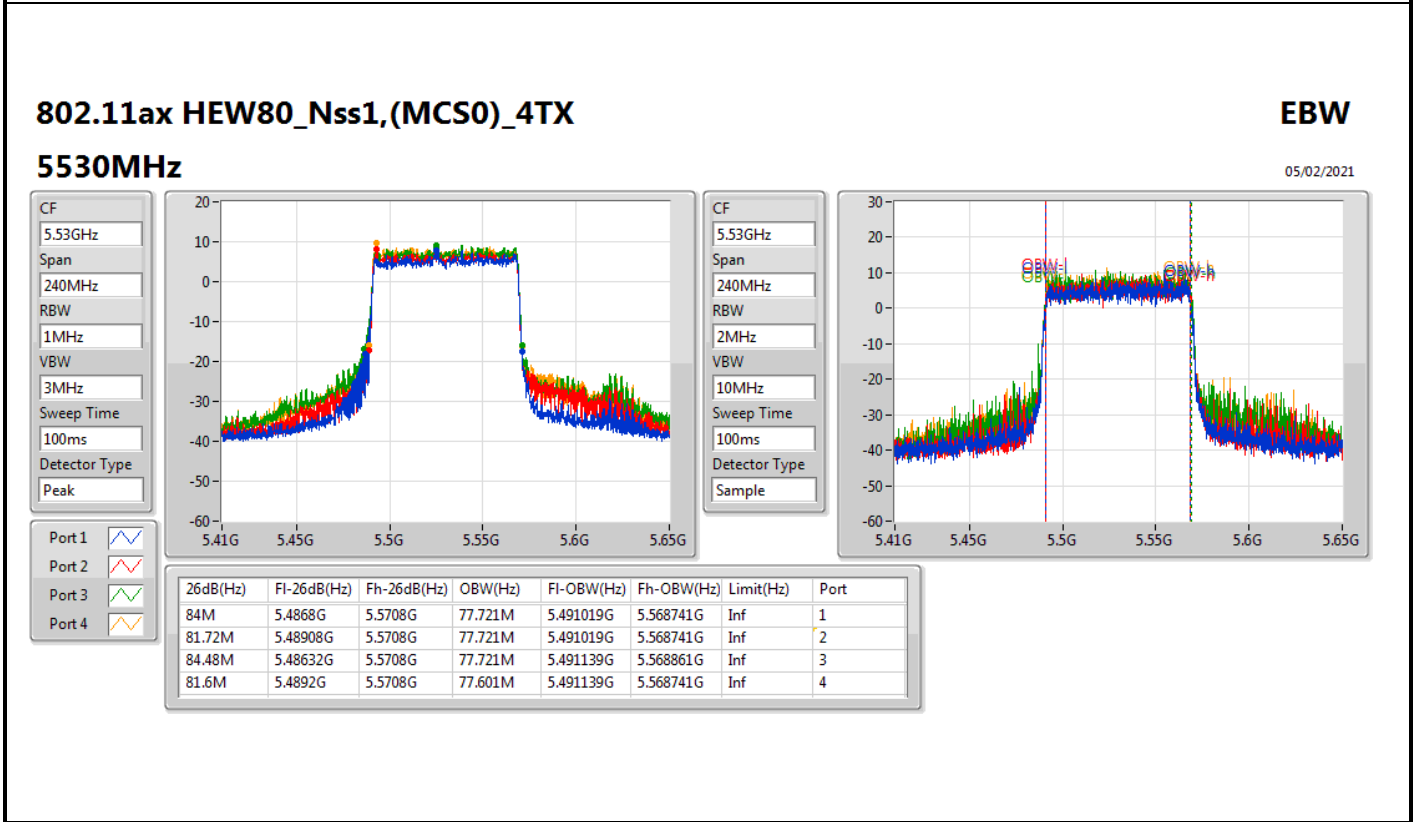 802.11ax HEW80_Nss1,(MCS0)_4TX
EBW
5530MHz
05/02/2021
CF
5.53GHz
Span
240MHz
RBW
1MHz
VBW
3MHz
Sweep Time
100ms
Detector Type
Peak
20
10
0
-10
-20
-30
-40
-50
-60
5.41G 5.45G 5.5G 5.55G 5.6G 5.65G
CF
5.53GHz
Span
240MHz
RBW
2MHz
VBW
10MHz
Sweep Time
100ms
Detector Type
Sample
30
20
10
0
-10
-20
-30
-40
-50
-60
5.41G 5.45G 5.5G 5.55G 5.6G 5.65G
Port 1
Port 2
Port 3
Port 4
26dB(Hz) Fl-26dB(Hz) Fh-26dB(Hz) OBW(Hz) Fl-OBW(Hz) Fh-OBW(Hz) Limit(Hz) Port
84M 5.4868G 5.5708G 77.721M 5.491019G 5.568741G Inf 1
81.72M 5.48908G 5.5708G 77.721M 5.491019G 5.568741G Inf 2
84.48M 5.48632G 5.5708G 77.721M 5.491139G 5.568861G Inf 3
81.6M 5.4892G 5.5708G 77.601M 5.491139G 5.568741G Inf 4